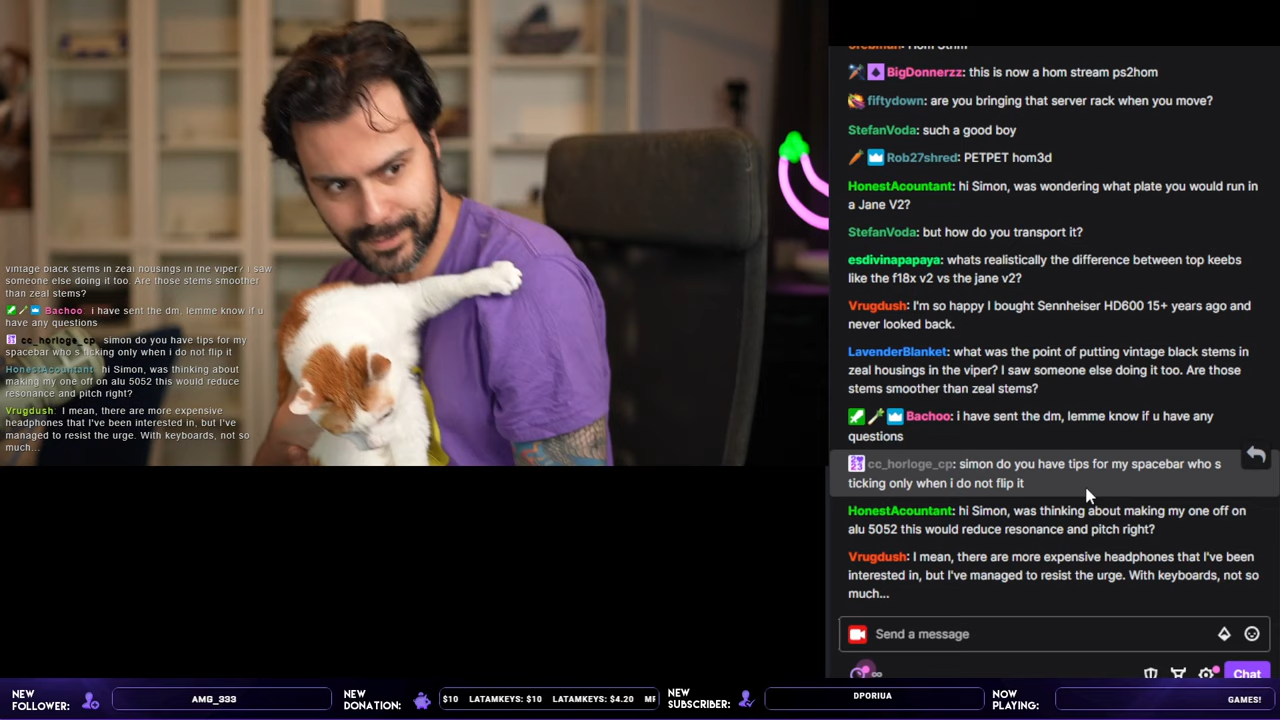 vintage black stems in zeal housings in the viper? I saw
someone else doing it too. Are those stems smoother
than zeal stems?
Bachoo: i have sent the dm, lemme know if u
have any questions
cc_horloge_cp: simon do you have tips for my
spacebar who s ticking only when i do not flip it
HonestAcountant: hi Simon, was thinking about
making my one off on alu 5052 this would reduce
resonance and pitch right?
Vrugdush: I mean, there are more expensive
headphones that I've been interested in, but I've
managed to resist the urge. With keyboards, not so
much...
BigDonnerzz: this is now a hom stream ps2hom
fiftydown: are you bringing that server rack when you move?
StefanVoda: such a good boy
Rob27shred: PETPET hom3d
HonestAcountant: hi Simon, was wondering what plate you would run in
a Jane V2?
StefanVoda: but how do you transport it?
esdivinapapaya: whats realistically the difference between top keebs
like the f18x v2 vs the jane v2?
Vrugdush: I'm so happy I bought Sennheiser HD600 15+ years ago and
never looked back.
LavenderBlanket: what was the point of putting vintage black stems in
zeal housings in the viper? I saw someone else doing it too. Are those
stems smoother than zeal stems?
Bachoo: i have sent the dm, lemme know if u have any
questions
cc_horloge_cp: simon do you have tips for my spacebar who s
ticking only when i do not flip it
HonestAcountant: hi Simon, was thinking about making my one off on
alu 5052 this would reduce resonance and pitch right?
Vrugdush: I mean, there are more expensive headphones that I've been
interested in, but I've managed to resist the urge. With keyboards, not so
much...
Send a message
Chat
NEW
FOLLOWER:
AMG_333
NEW
DONATION:
$10 LATAMKEYS: $10 LATAMKEYS: $4.20
NEW
SUBSCRIBER:
DPORIUA
NOW
PLAYING:
GAMES!